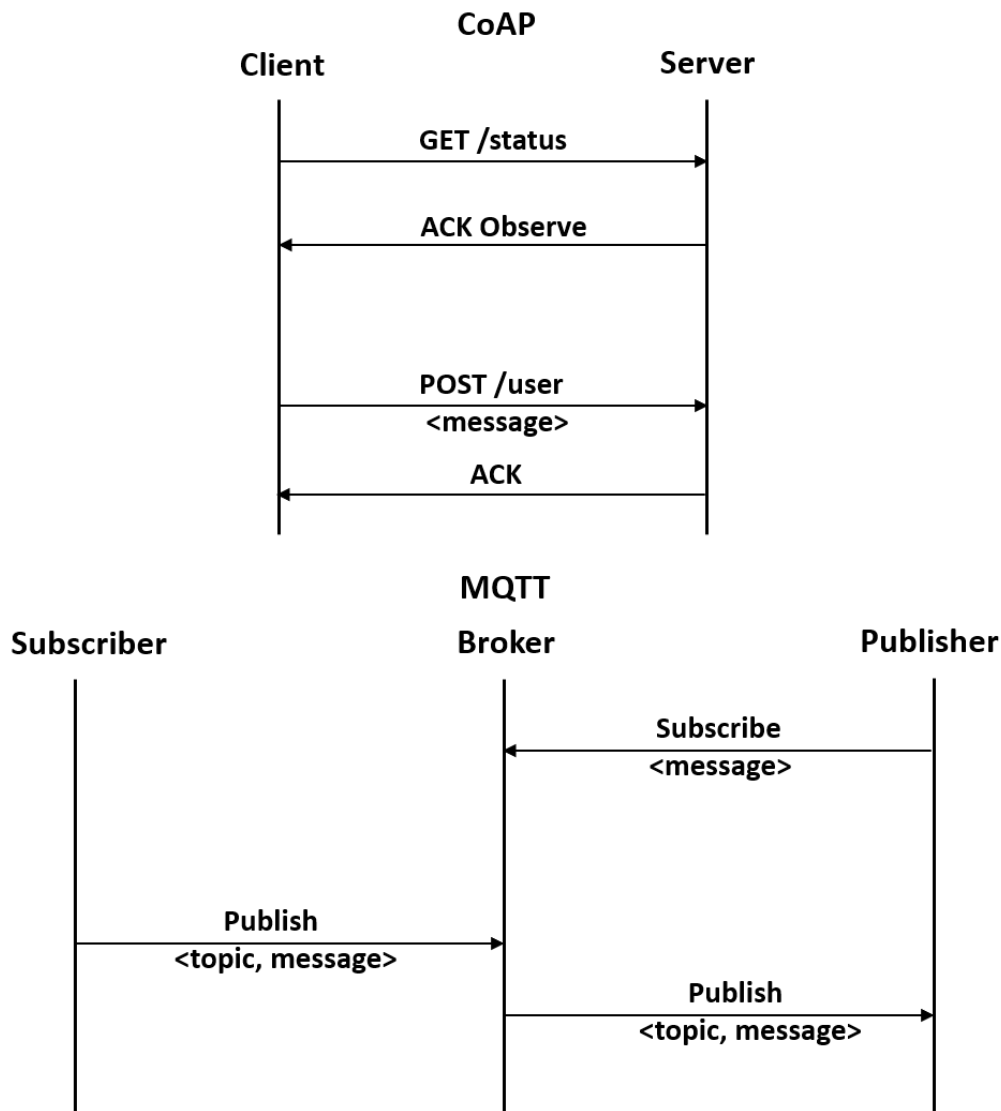 CoAP
Client Server
GET /status
ACK Observe
POST /user
<message>
ACK
MQTT
Subscriber Broker Publisher
Subscribe
<message>
Publish
<topic, message>
Publish
<topic, message>